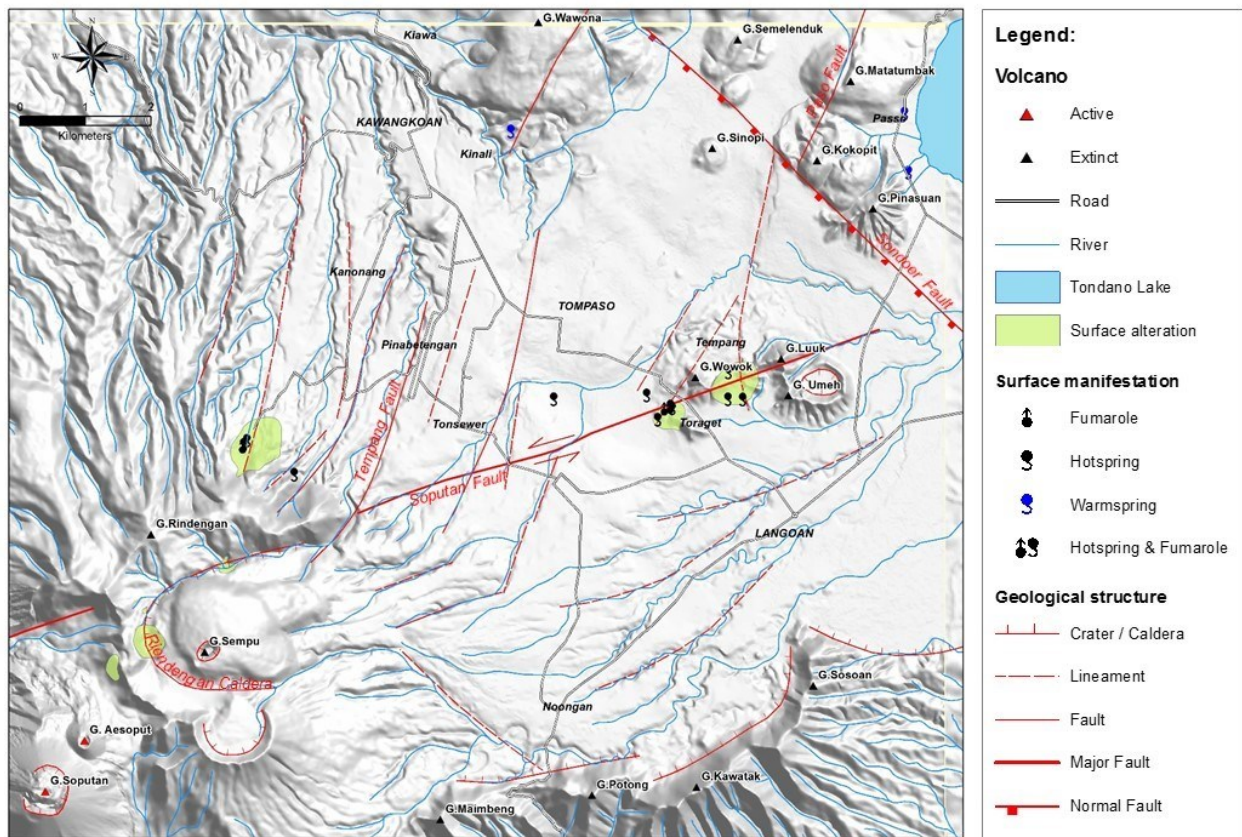 G.Wawona
Kiawa
G.Semelenduk
N
W
E
S
G.Matatumbak
Passo
0 1 2
Kilometers
KAWANGKOAN
Kinali
G.Sinopi
G.Kokopit
G.Pinasuan
Sondoer Fault
Kanonang
TOMPASO
Pinabetengan
Tempang
G.Luuk
G.Wowok
G. Umeh
Tonsewer
Toraget
Tempang Fault
Soputan Fault
G.Rindengan
LANGOAN
G.Sempu
Riendengan Caldera
G.Sosoan
Noongan
G. Aesoput
G.Soputan
G.Kawatak
G.Potong
G.Maimbeng
Legend:
Volcano
Active
Extinct
Road
River
Tondano Lake
Surface alteration
Surface manifestation
Fumarole
Hotspring
Warmspring
Hotspring & Fumarole
Geological structure
Crater / Caldera
Lineament
Fault
Major Fault
Normal Fault